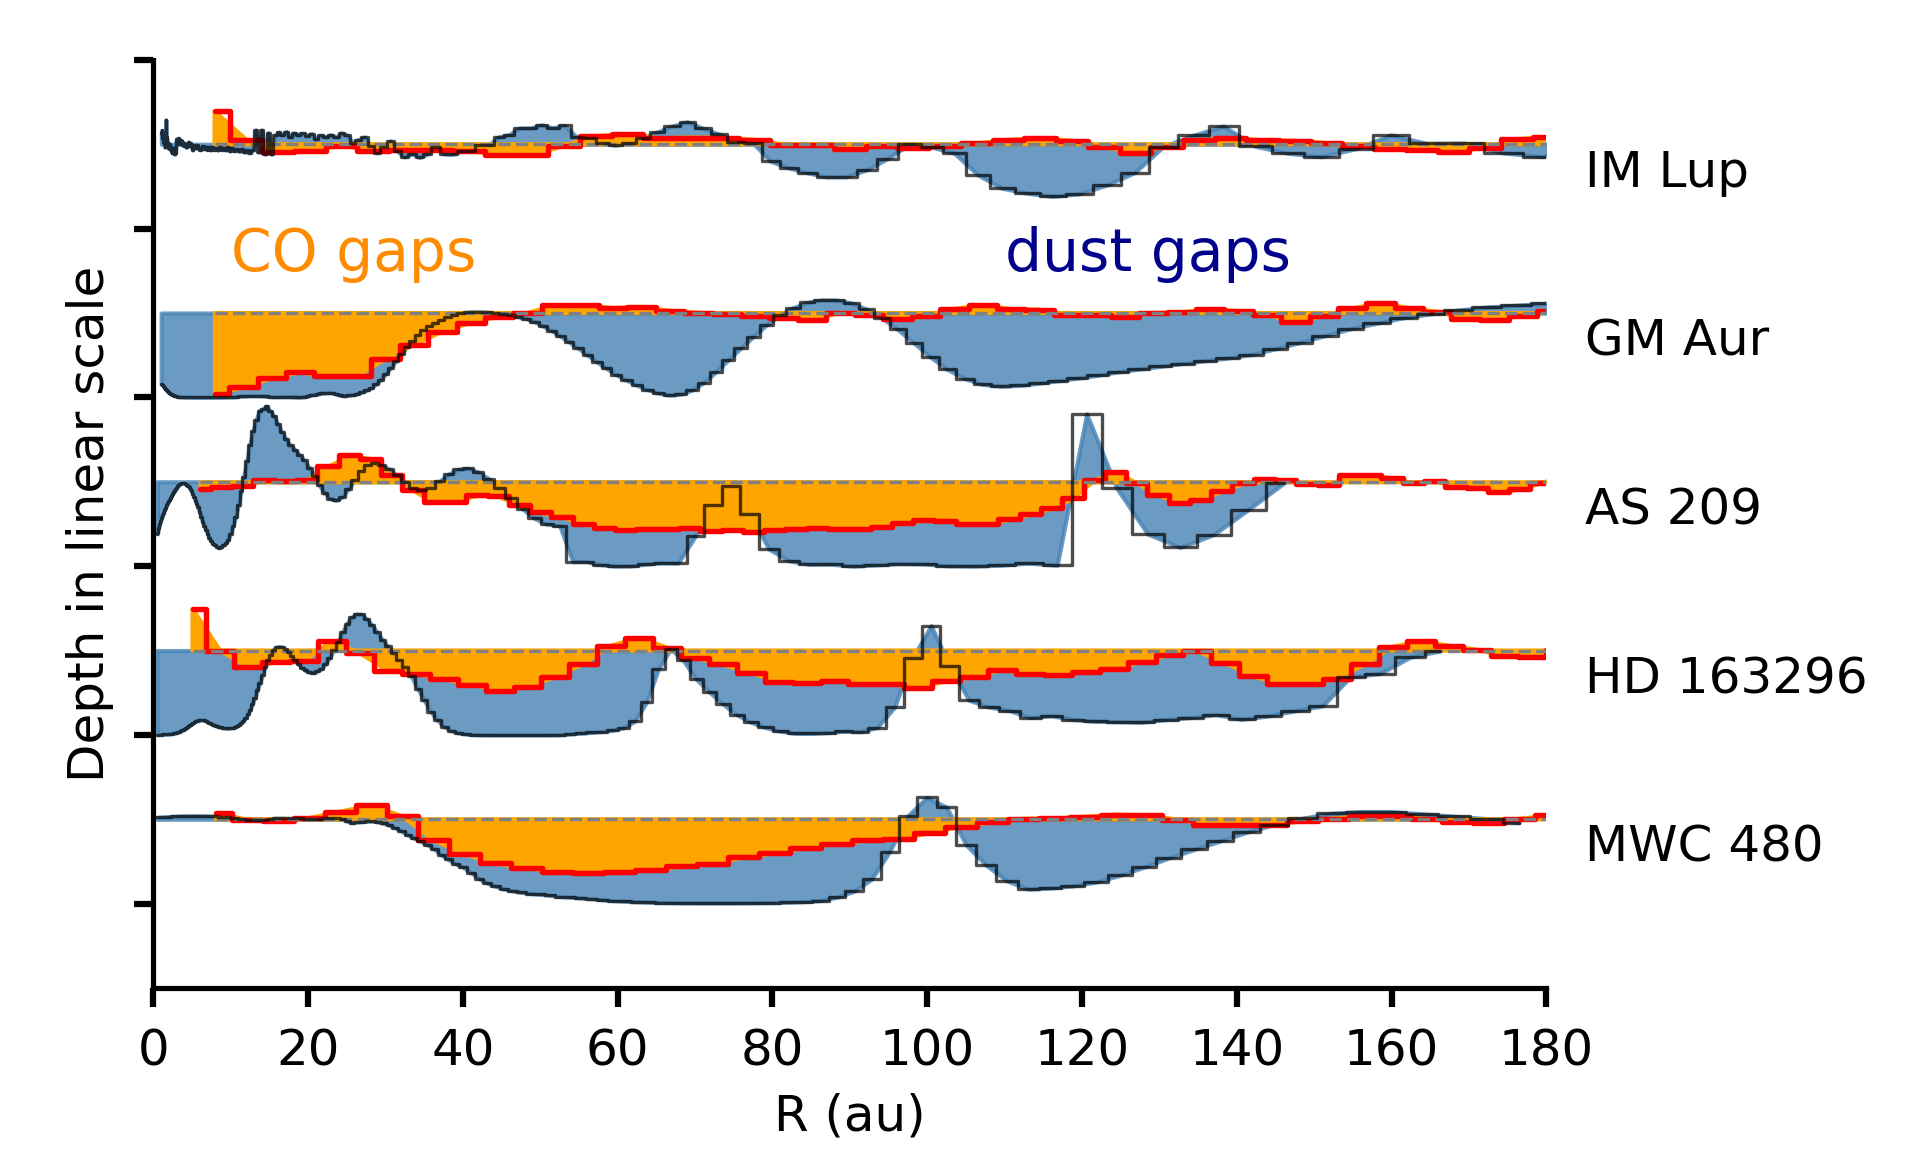 IM Lup
CO gaps
dust gaps
GM Aur
AS 209
HD 163296
MWC 480
Depth in linear scale
0 20 40 60 80 100 120 140 160 180
R (au)